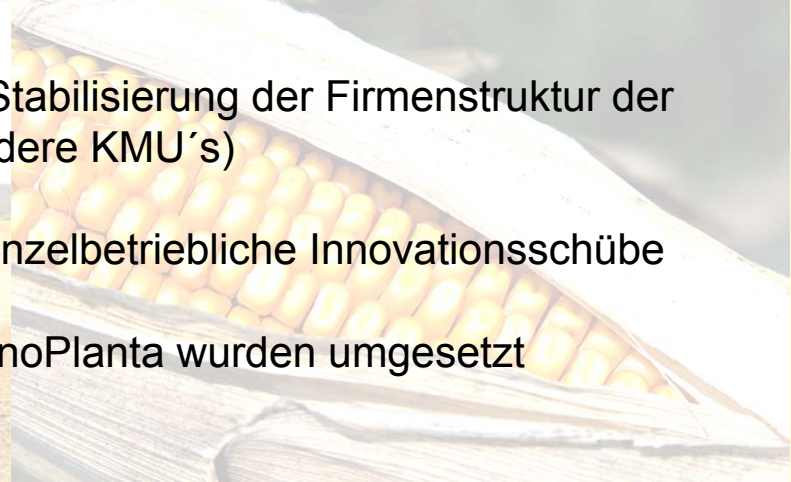 Stabilisierung der Firmenstruktur der
dere KMU´s)
nzelbetriebliche Innovationsschübe
noPlanta wurden umgesetzt